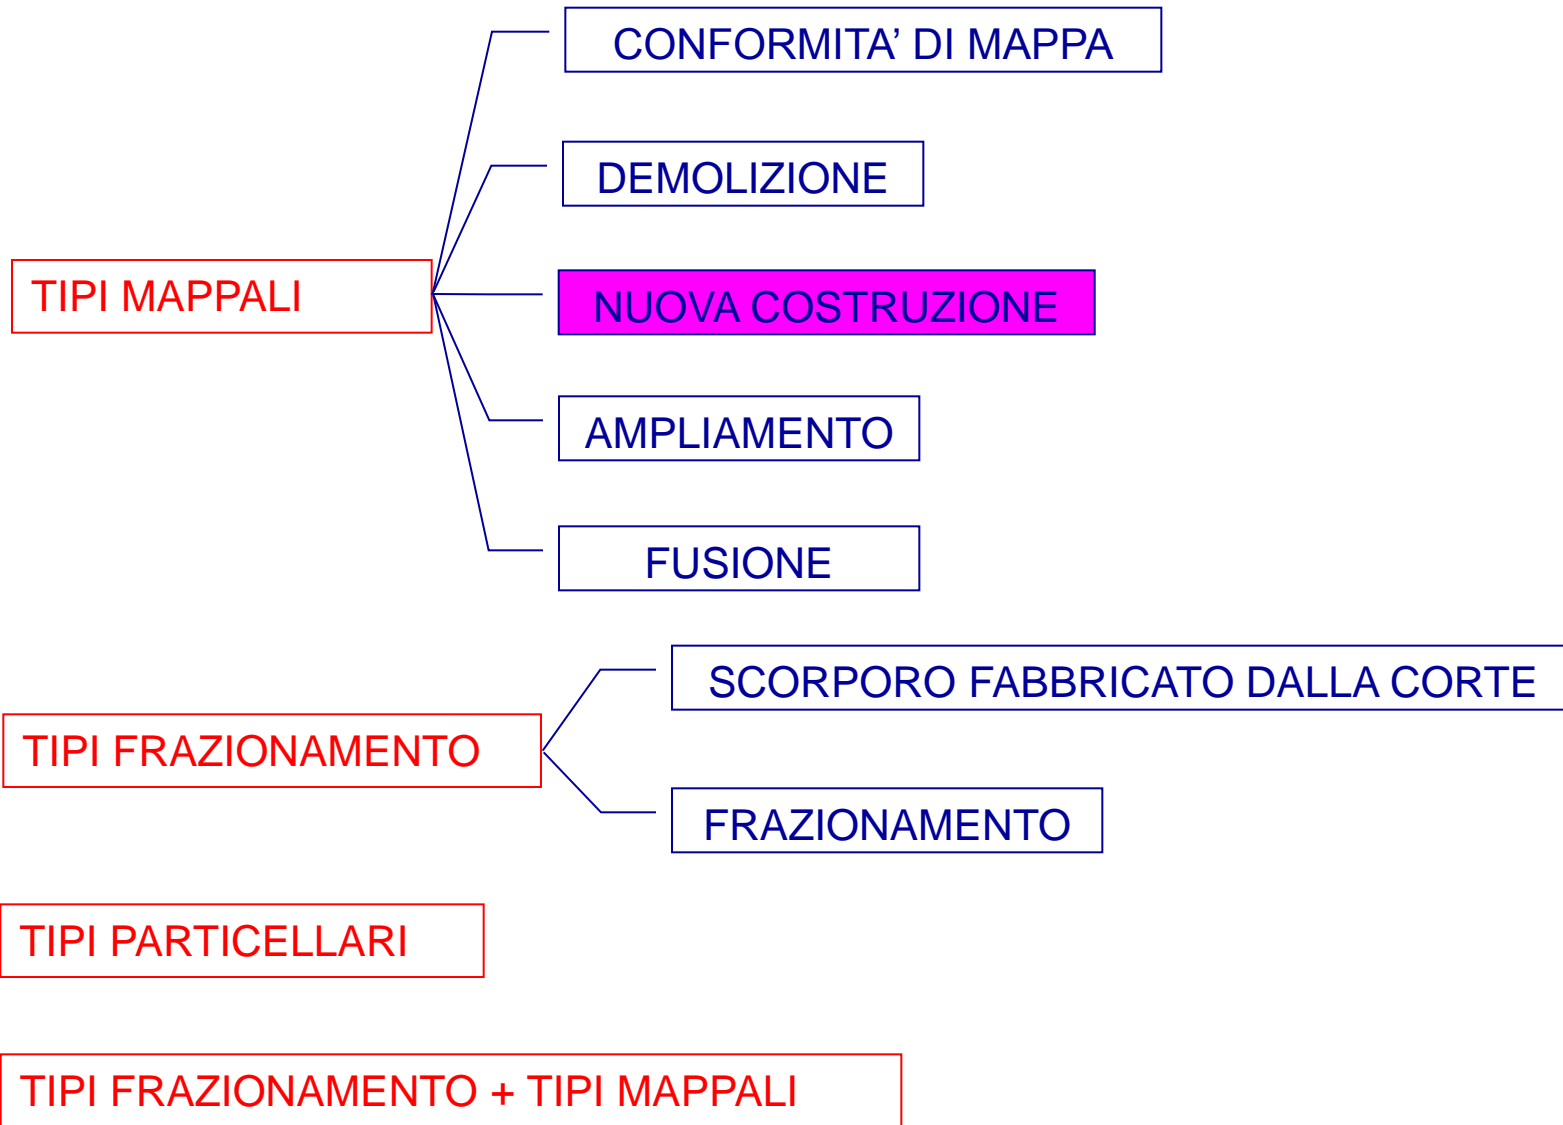 CONFORMITA’ DI MAPPA
DEMOLIZIONE
TIPI MAPPALI
NUOVA COSTRUZIONE
AMPLIAMENTO
FUSIONE
SCORPORO FABBRICATO DALLA CORTE
TIPI FRAZIONAMENTO
FRAZIONAMENTO
TIPI PARTICELLARI
TIPI FRAZIONAMENTO + TIPI MAPPALI